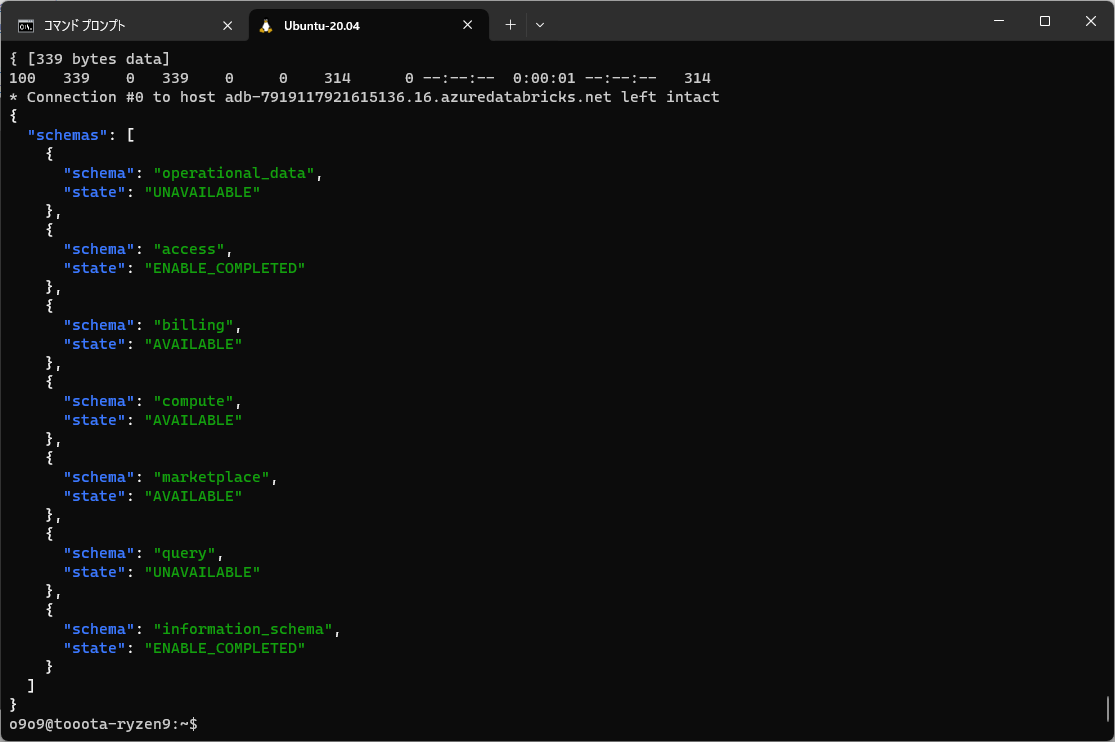 コマンド プロンプト
Ubuntu-20.04
{ [339 bytes data]
100   339    0   339    0     0    314      0 --:--:--  0:00:01 --:--:--   314
* Connection #0 to host adb-7919117921615136.16.azuredatabricks.net left intact
{
  "schemas": [
    {
      "schema": "operational_data",
      "state": "UNAVAILABLE"
    },
    {
      "schema": "access",
      "state": "ENABLE_COMPLETED"
    },
    {
      "schema": "billing",
      "state": "AVAILABLE"
    },
    {
      "schema": "compute",
      "state": "AVAILABLE"
    },
    {
      "schema": "marketplace",
      "state": "AVAILABLE"
    },
    {
      "schema": "query",
      "state": "UNAVAILABLE"
    },
    {
      "schema": "information_schema",
      "state": "ENABLE_COMPLETED"
    }
  ]
}
o9o9@tooota-ryzen9:~$